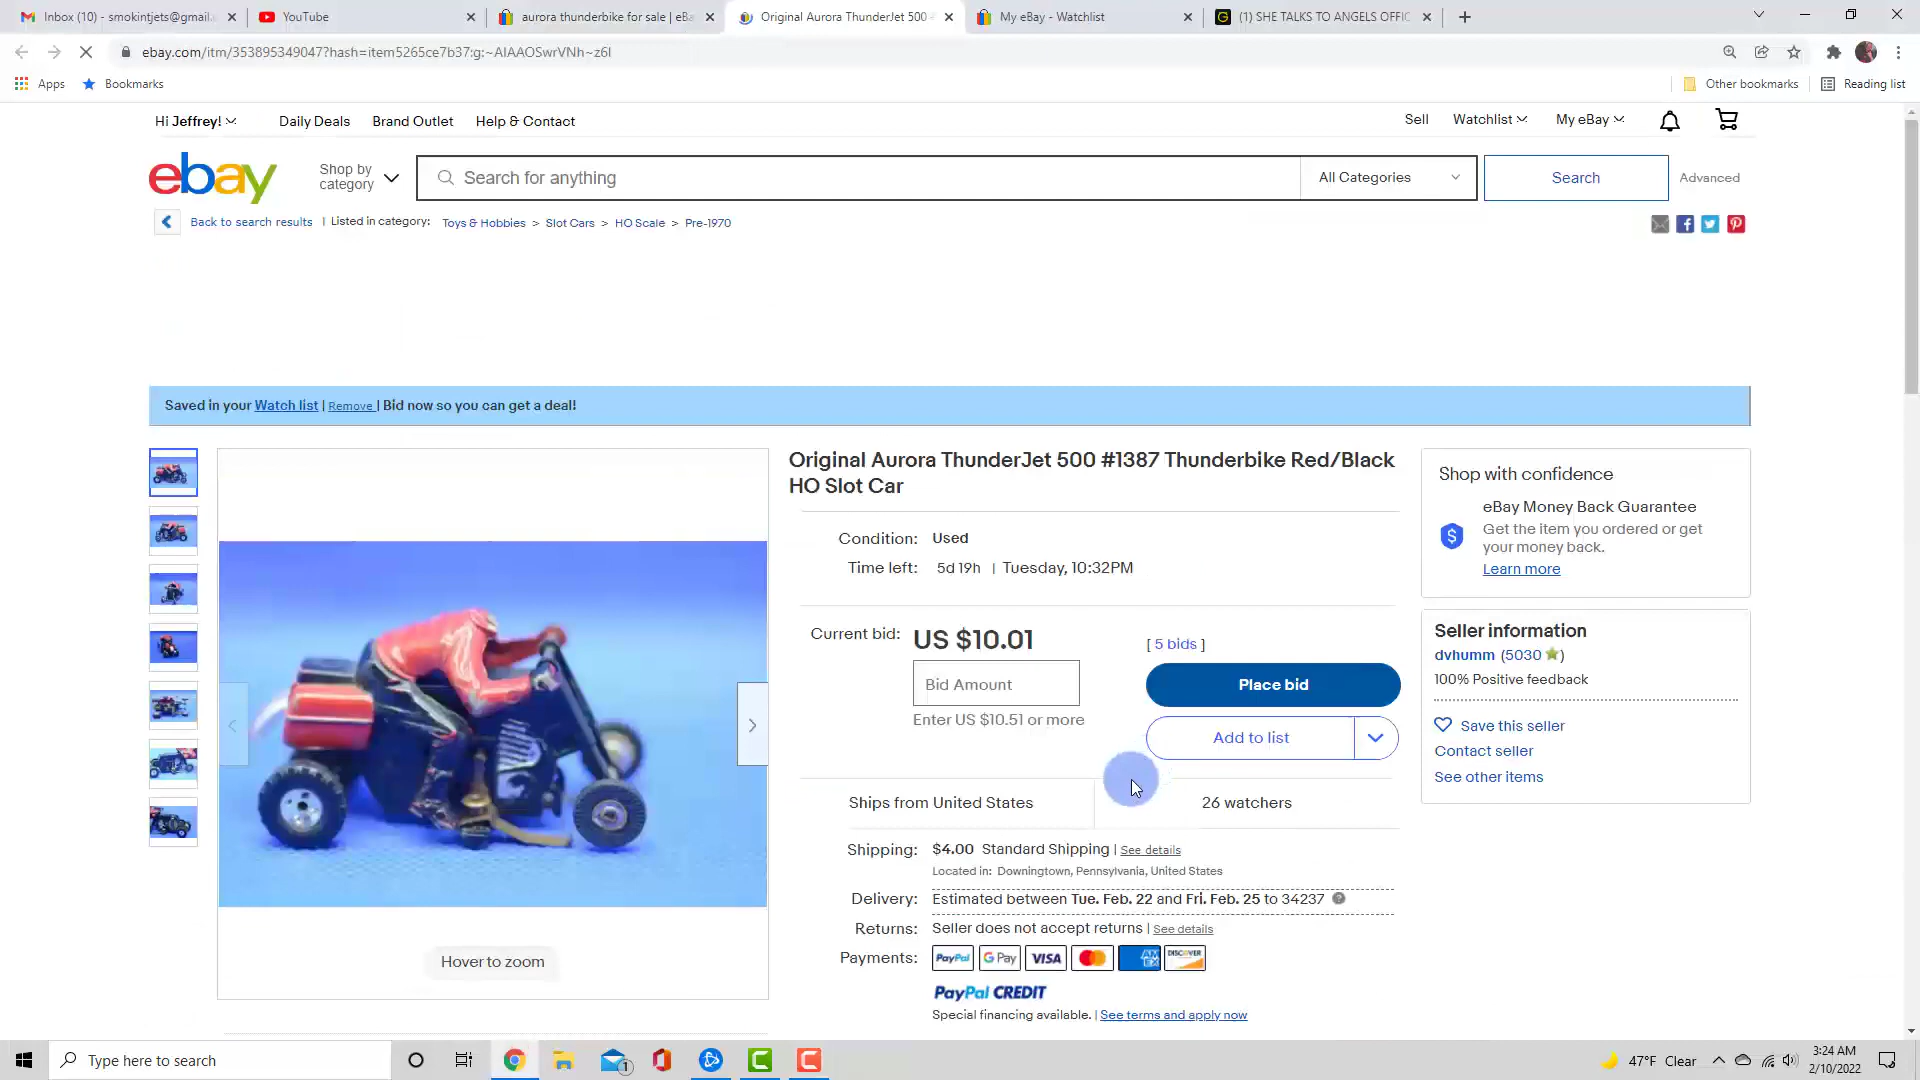 Inbox (10) - smokintjets@gmail.
YouTube
aurora thunderbike for sale | eBa
Original Aurora ThunderJet 500
My eBay - Watchlist
(1) SHE TALKS TO ANGELS OFFIC
ebay.com/itm/353895349047?hash=item5265ce7b37:g:~AIAAOSwrVNh~z6I
Apps
Bookmarks
Other bookmarks
Reading list
Hi Jeffrey!
Daily Deals
Brand Outlet
Help & Contact
Sell
Watchlist
My eBay
ebay
Shop by
category
Search for anything
All Categories
Search
Advanced
Back to search results | Listed in category: Toys & Hobbies > Slot Cars > HO Scale > Pre-1970
Saved in your Watch list | Remove | Bid now so you can get a deal!
Original Aurora ThunderJet 500 #1387 Thunderbike Red/Black
HO Slot Car
Condition: Used
Time left: 5d 19h | Tuesday, 10:32PM
Current bid: US $10.01
[ 5 bids ]
Bid Amount
Place bid
Enter US $10.51 or more
Add to list
Ships from United States
26 watchers
Shipping: $4.00 Standard Shipping | See details
Located in: Downingtown, Pennsylvania, United States
Delivery: Estimated between Tue. Feb. 22 and Fri. Feb. 25 to 34237
Returns: Seller does not accept returns | See details
Payments: PayPal G Pay VISA DISCOVER
PayPal CREDIT
Special financing available. | See terms and apply now
Hover to zoom
Shop with confidence
eBay Money Back Guarantee
Get the item you ordered or get
your money back.
Learn more
Seller information
dvhumm (5030)
100% Positive feedback
Save this seller
Contact seller
See other items
Type here to search
1
47°F Clear
3:24 AM
2/10/2022